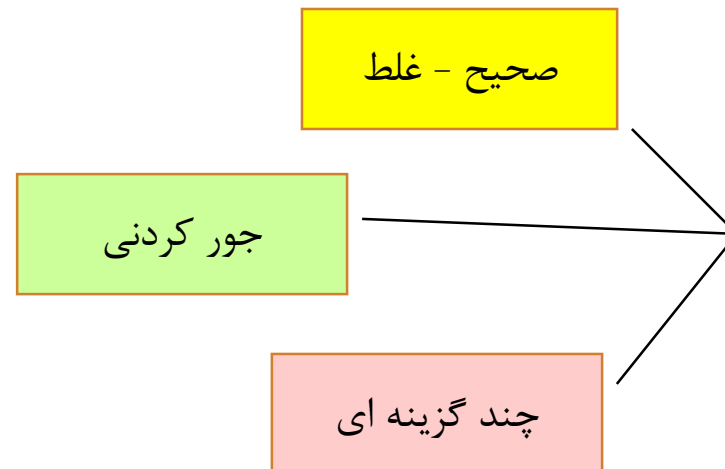 صحیح - غلط
جور کردنی
چند گزینه ای